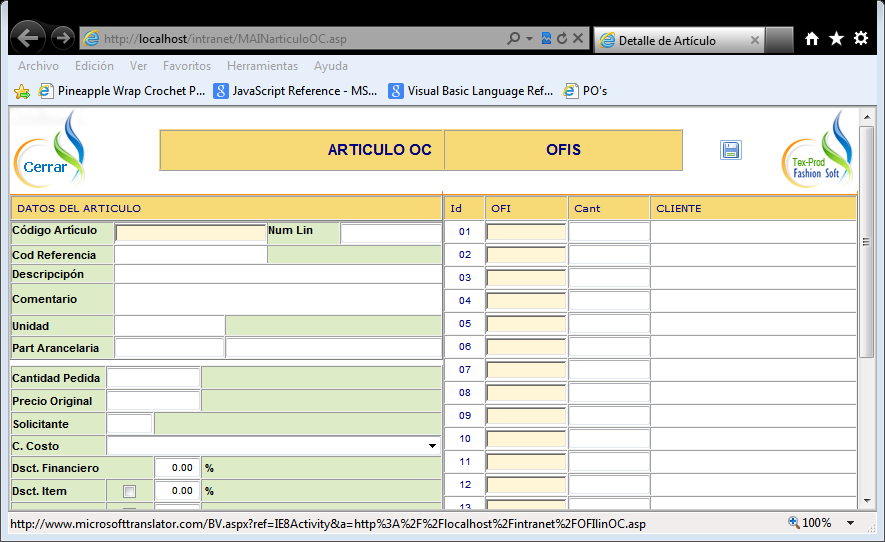 http://localhost/intranet/MAINarticuloOC.asp
Detalle de Artículo
Archivo Edición Ver Favoritos Herramientas Ayuda
Pineapple Wrap Crochet P... JavaScript Reference - MS... Visual Basic Language Ref... PO's
Cerrar
ARTICULO OC OFIS
Tex-Prod
Fashion Soft
DATOS DEL ARTICULO Id OFI Cant CLIENTE
Código Artículo Num Lin 01
Cod Referencia 02
Descripcipón 03
Comentario 04
Unidad 05
Part Arancelaria 06
07
Cantidad Pedida
Precio Original 08
Solicitante 09
C. Costo 10
Dsct. Financiero 0.00 % 11
Dsct. Item 0.00 % 12
13
http://www.microsofttranslator.com/BV.aspx?ref=IE8Activity&a=http%3A%2F%2Flocalhost%2Fintranet%2FOFIlinOC.asp 100%